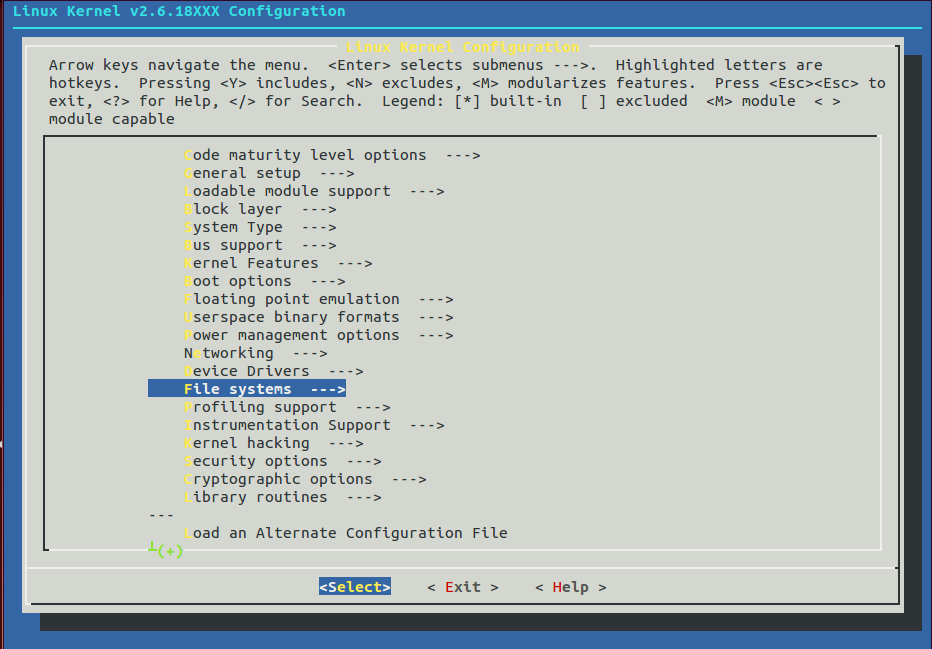 Linux Kernel v2.6.18XXX Configuration
Linux Kernel Configuration
Arrow keys navigate the menu.  <Enter> selects submenus --->.  Highlighted letters are
hotkeys.  Pressing <Y> includes, <N> excludes, <M> modularizes features.  Press <Esc><Esc> to
exit, <?> for Help, </> for Search.  Legend: [*] built-in  [ ] excluded  <M> module  < >
module capable
Code maturity level options  --->
General setup  --->
Loadable module support  --->
Block layer  --->
System Type  --->
Bus support  --->
Kernel Features  --->
Boot options  --->
Floating point emulation  --->
Userspace binary formats  --->
Power management options  --->
Networking  --->
Device Drivers  --->
File systems  --->
Profiling support  --->
Instrumentation Support  --->
Kernel hacking  --->
Security options  --->
Cryptographic options  --->
Library routines  --->
---
Load an Alternate Configuration File
┴(+)
<Select>    < Exit >    < Help >